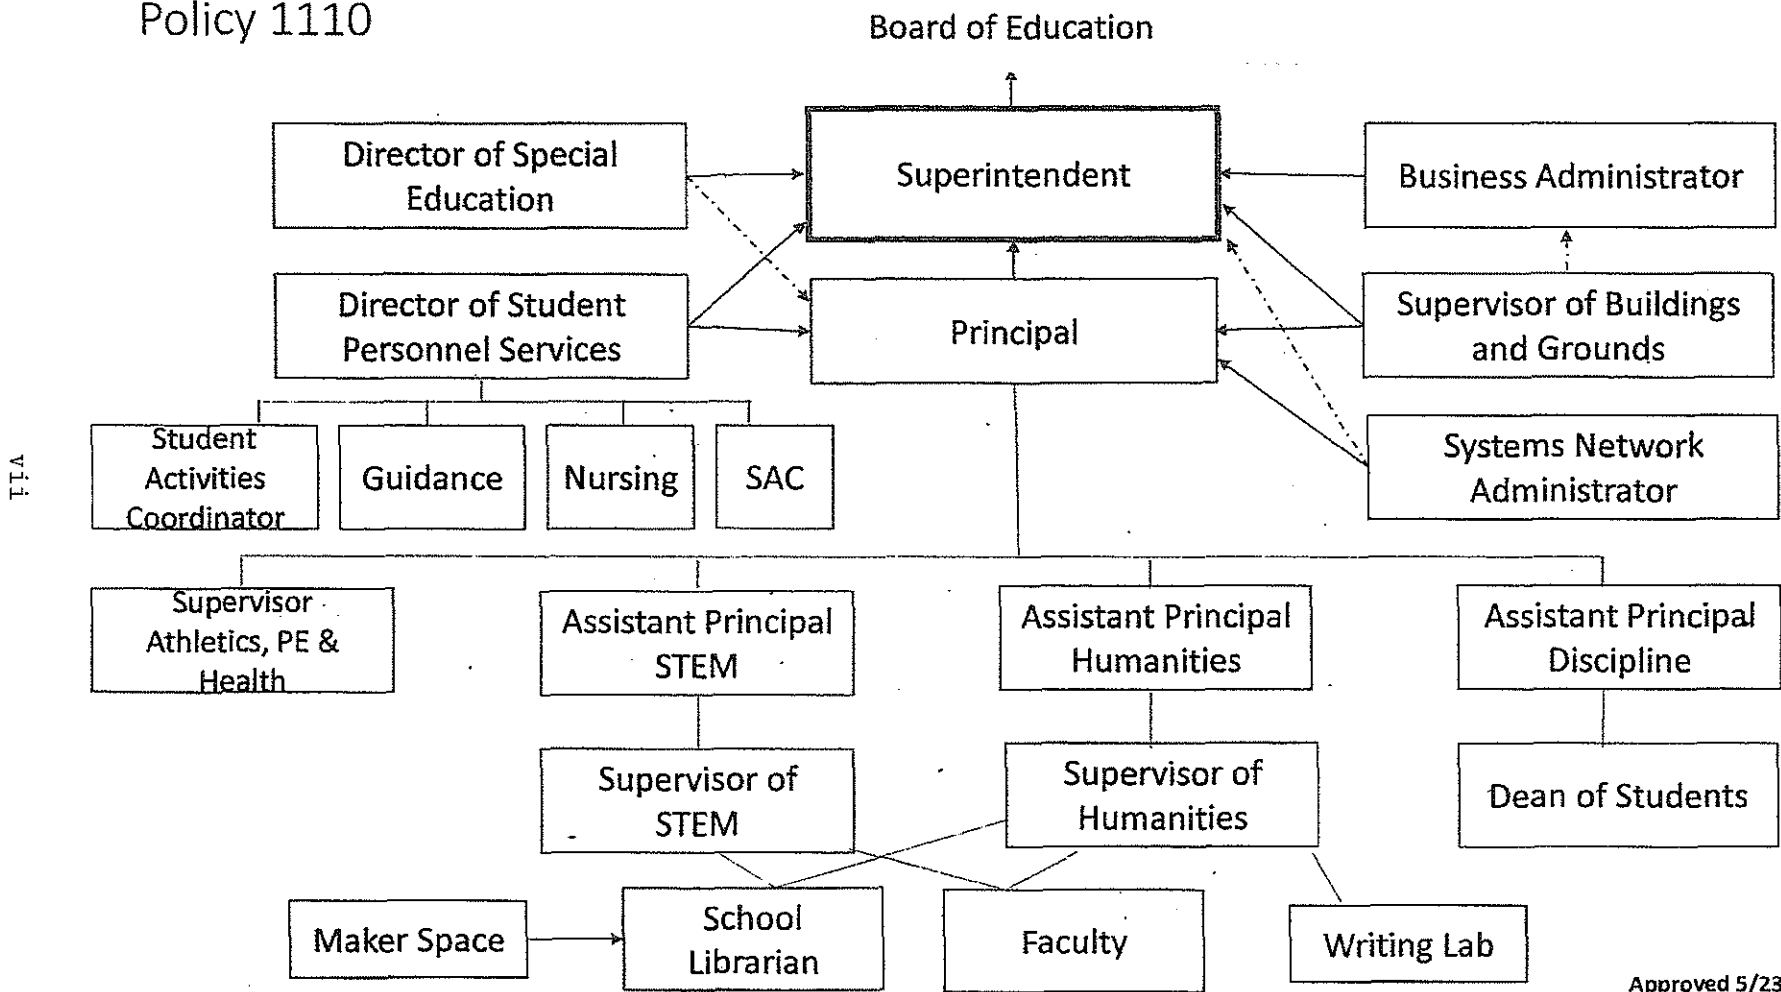 Policy 1110
Board of Education
Director of Special
Education
Superintendent
Business Administrator
Director of Student
Personnel Services
Principal
Supervisor of Buildings
and Grounds
Student
Activities
Coordinator
Guidance
Nursing
SAC
Systems Network
Administrator
vii
Supervisor
Athletics, PE &
Health
Assistant Principal
STEM
Assistant Principal
Humanities
Assistant Principal
Discipline
Supervisor of
STEM
Supervisor of
Humanities
Dean of Students
Maker Space
School
Librarian
Faculty
Writing Lab
Approved 5/23